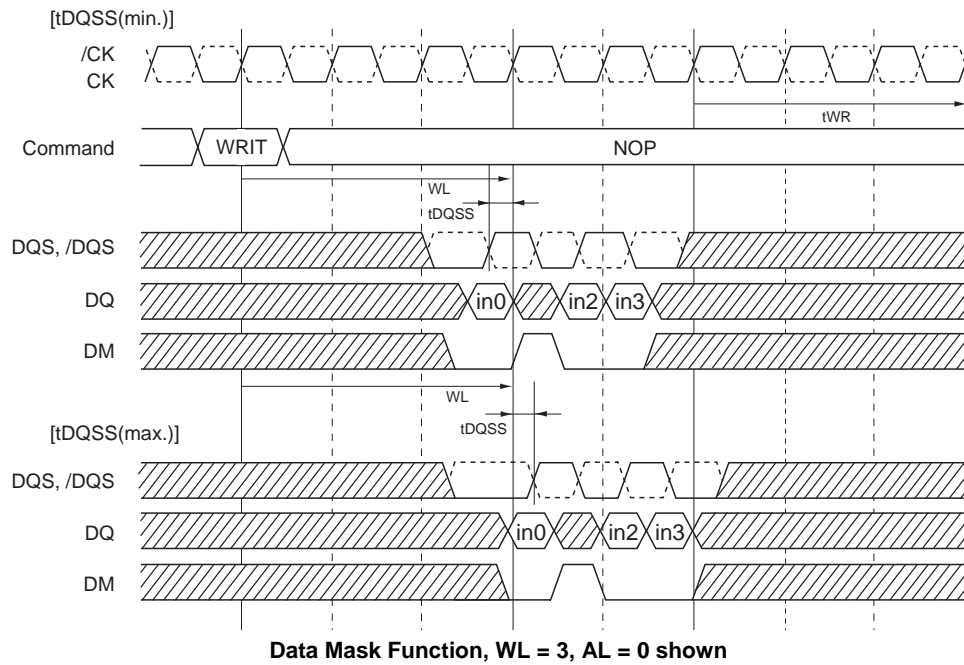 [tDQSS(min.)]
/CK
CK
tWR
Command WRIT NOP
WL
tDQSS
DQS, /DQS
DQ in0 in2 in3
DM
WL
tDQSS
[tDQSS(max.)]
DQS, /DQS
DQ in0 in2 in3
DM
Data Mask Function, WL = 3, AL = 0 shown